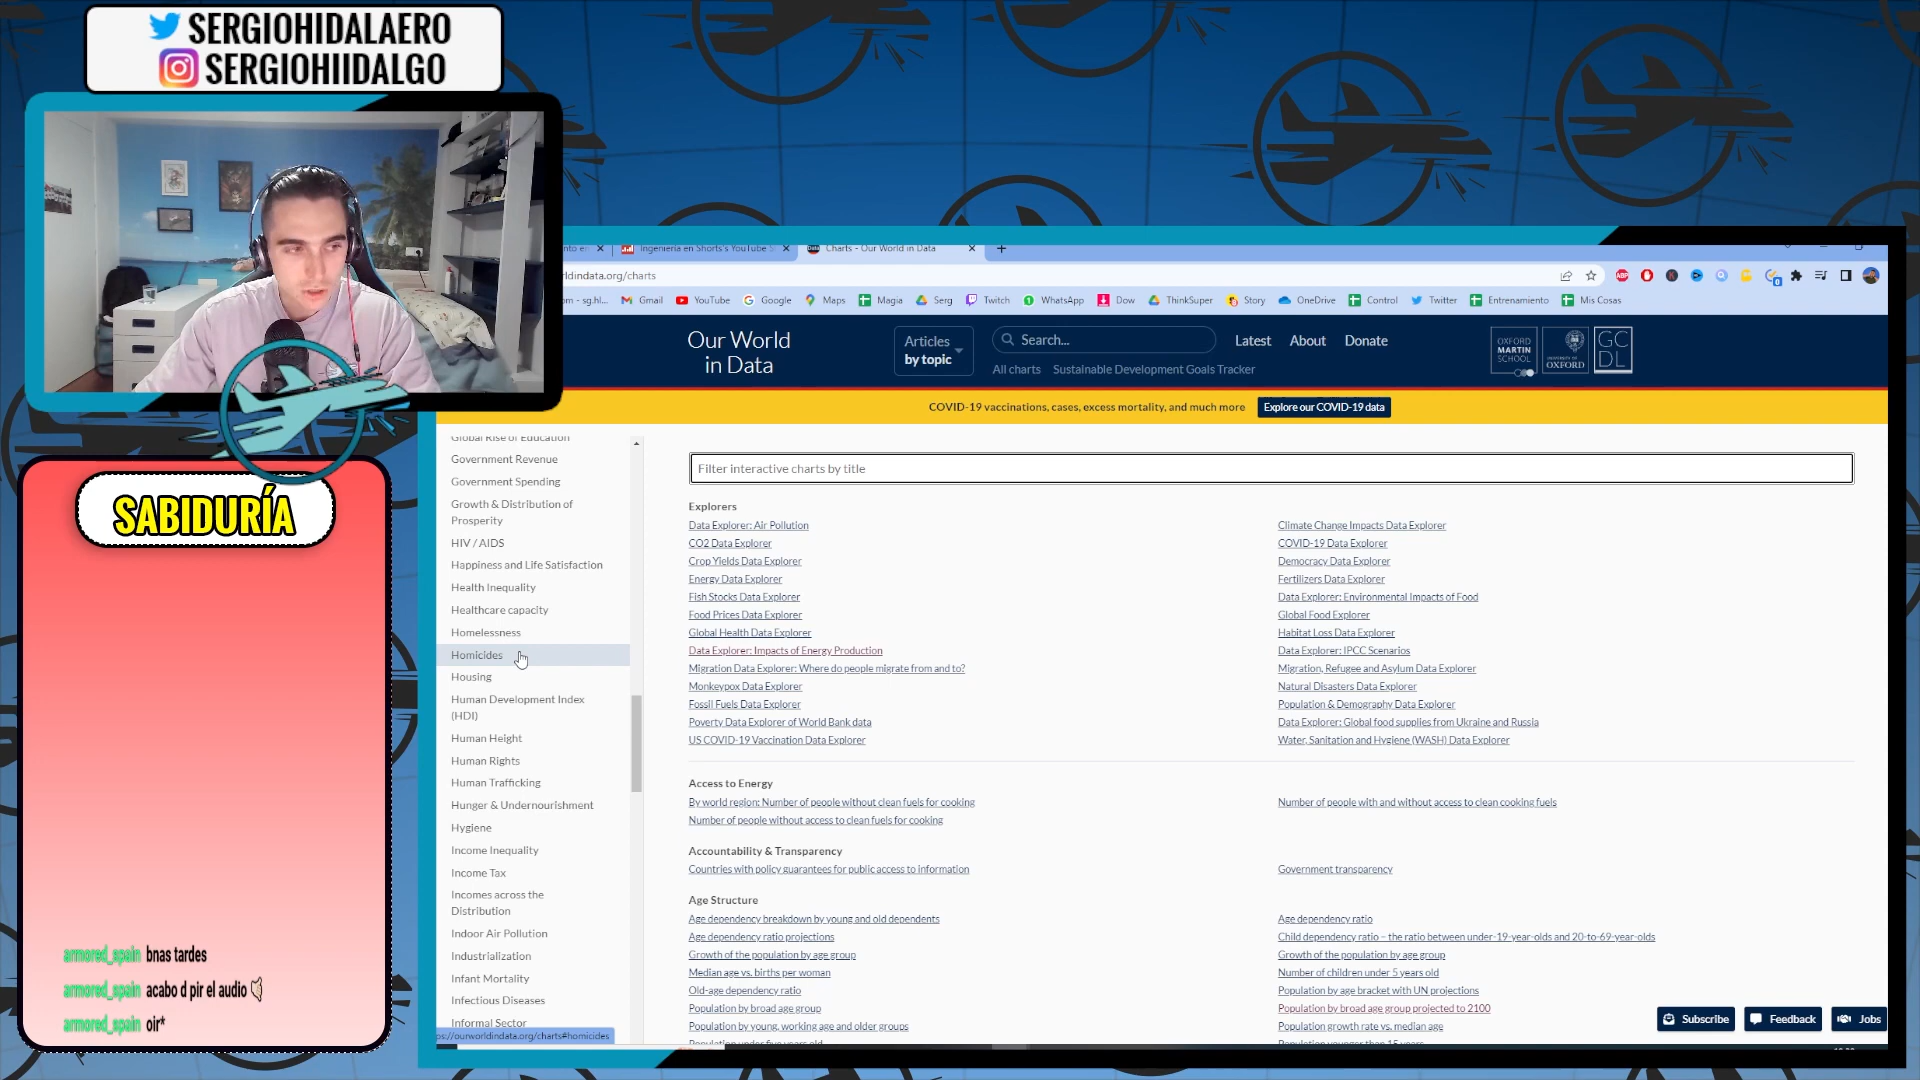 SERGIOHIDALAERO
SERGIOHIIDALGO
SABIDURÍA
armored_spain bnas tardes
armored_spain acabo d pir el audio
armored_spain oir*
Ingeniería en Shorts's YouTube
Charts - Our World in Data
rldindata.org/charts
Gmail
YouTube
Google
Maps
Magia
Serg
Twitch
WhatsApp
Dow
ThinkSuper
Story
OneDrive
Control
Twitter
Entrenamiento
Mis Cosas
Our World
in Data
Articles
by topic
Search...
Latest
About
Donate
All charts
Sustainable Development Goals Tracker
OXFORD
MARTIN
SCHOOL
UNIVERSITY OF
OXFORD
GC
DL
COVID-19 vaccinations, cases, excess mortality, and much more
Explore our COVID-19 data
Global Rise of Education
Government Revenue
Government Spending
Growth & Distribution of
Prosperity
HIV / AIDS
Happiness and Life Satisfaction
Health Inequality
Healthcare capacity
Homelessness
Homicides
Housing
Human Development Index
(HDI)
Human Height
Human Rights
Human Trafficking
Hunger & Undernourishment
Hygiene
Income Inequality
Income Tax
Incomes across the
Distribution
Indoor Air Pollution
Industrialization
Infant Mortality
Infectious Diseases
Informal Sector
ps://ourworldindata.org/charts#homicides
Filter interactive charts by title
Explorers
Data Explorer: Air Pollution
Climate Change Impacts Data Explorer
CO2 Data Explorer
COVID-19 Data Explorer
Crop Yields Data Explorer
Democracy Data Explorer
Energy Data Explorer
Fertilizers Data Explorer
Fish Stocks Data Explorer
Data Explorer: Environmental Impacts of Food
Food Prices Data Explorer
Global Food Explorer
Global Health Data Explorer
Habitat Loss Data Explorer
Data Explorer: Impacts of Energy Production
Data Explorer: IPCC Scenarios
Migration Data Explorer: Where do people migrate from and to?
Migration, Refugee and Asylum Data Explorer
Monkeypox Data Explorer
Natural Disasters Data Explorer
Fossil Fuels Data Explorer
Population & Demography Data Explorer
Poverty Data Explorer of World Bank data
Data Explorer: Global food supplies from Ukraine and Russia
US COVID-19 Vaccination Data Explorer
Water, Sanitation and Hygiene (WASH) Data Explorer
Access to Energy
By world region: Number of people without clean fuels for cooking
Number of people with and without access to clean cooking fuels
Number of people without access to clean fuels for cooking
Accountability & Transparency
Countries with policy guarantees for public access to information
Government transparency
Age Structure
Age dependency breakdown by young and old dependents
Age dependency ratio
Age dependency ratio projections
Child dependency ratio – the ratio between under-19-year-olds and 20-to-69-year-olds
Growth of the population by age group
Growth of the population by age group
Median age vs. births per woman
Number of children under 5 years old
Old-age dependency ratio
Population by age bracket with UN projections
Population by broad age group
Population by broad age group projected to 2100
Population by young, working age and older groups
Population growth rate vs. median age
Subscribe
Feedback
Jobs